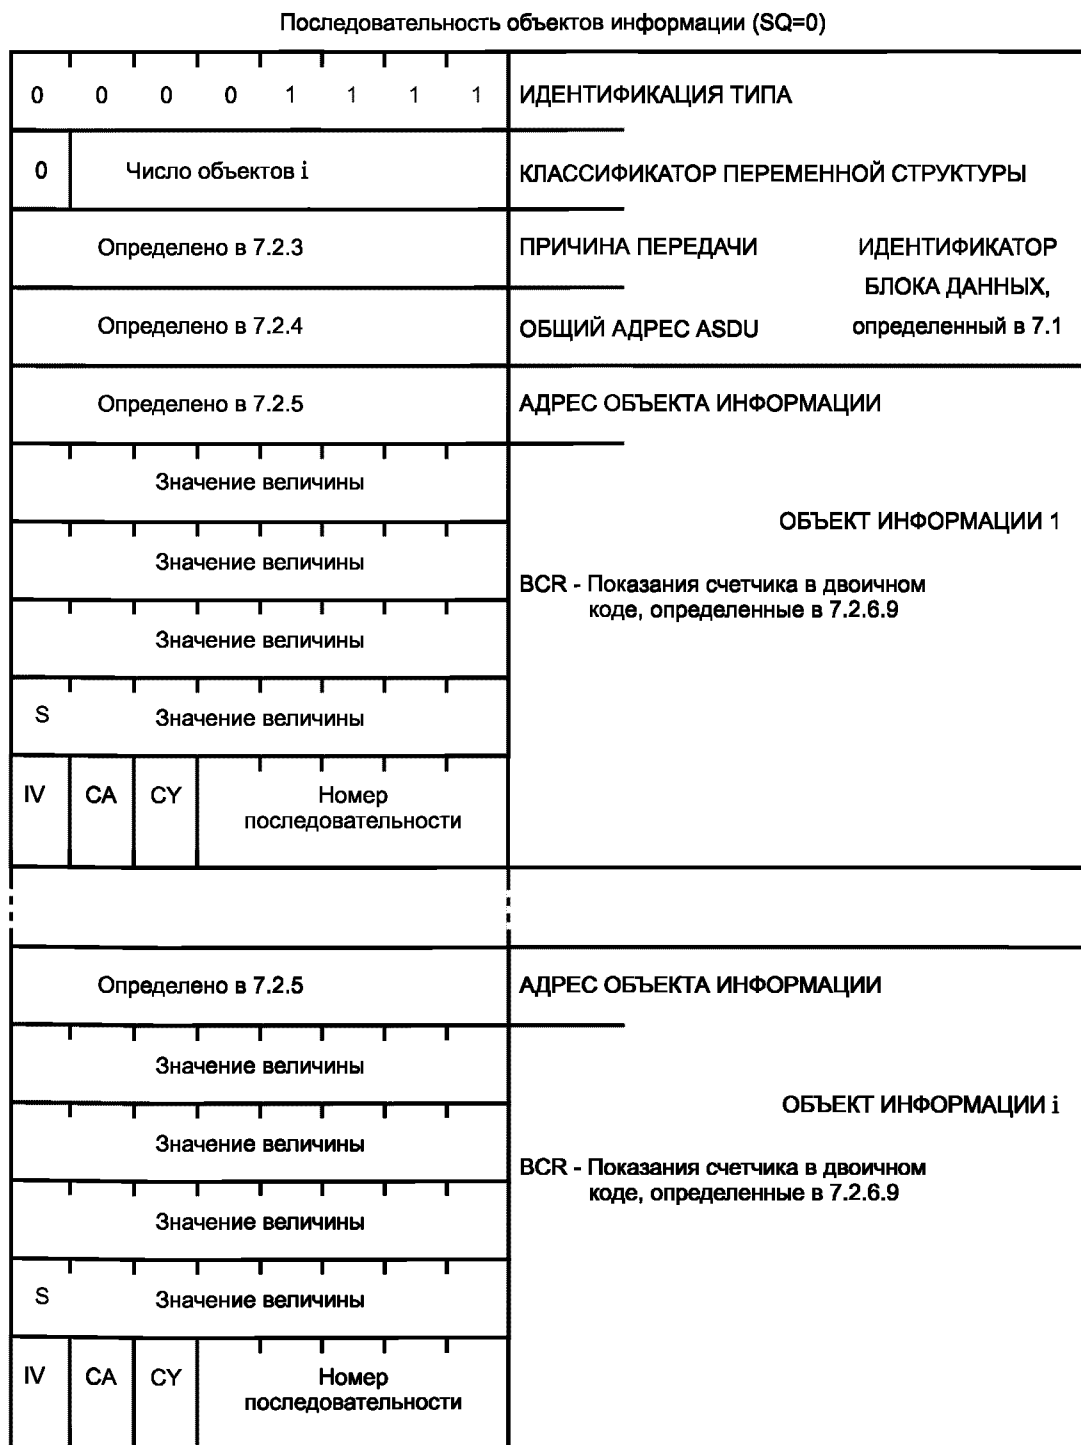 Последовательность объектов информации (SQ=0)
0 0 0 0 1 1 1 1 ИДЕНТИФИКАЦИЯ ТИПА
0 Число объектов i КЛАССИФИКАТОР ПЕРЕМЕННОЙ СТРУКТУРЫ
Определено в 7.2.3 ПРИЧИНА ПЕРЕДАЧИ ИДЕНТИФИКАТОР
БЛОКА ДАННЫХ,
Определено в 7.2.4 ОБЩИЙ АДРЕС ASDU определенный в 7.1
Определено в 7.2.5 АДРЕС ОБЪЕКТА ИНФОРМАЦИИ
Значение величины
ОБЪЕКТ ИНФОРМАЦИИ 1
Значение величины
BCR - Показания счетчика в двоичном
коде, определенные в 7.2.6.9
Значение величины
S Значение величины
IV CA CY Номер
последовательности
Определено в 7.2.5 АДРЕС ОБЪЕКТА ИНФОРМАЦИИ
Значение величины
ОБЪЕКТ ИНФОРМАЦИИ i
Значение величины
BCR - Показания счетчика в двоичном
коде, определенные в 7.2.6.9
Значение величины
S Значение величины
IV CA CY Номер
последовательности